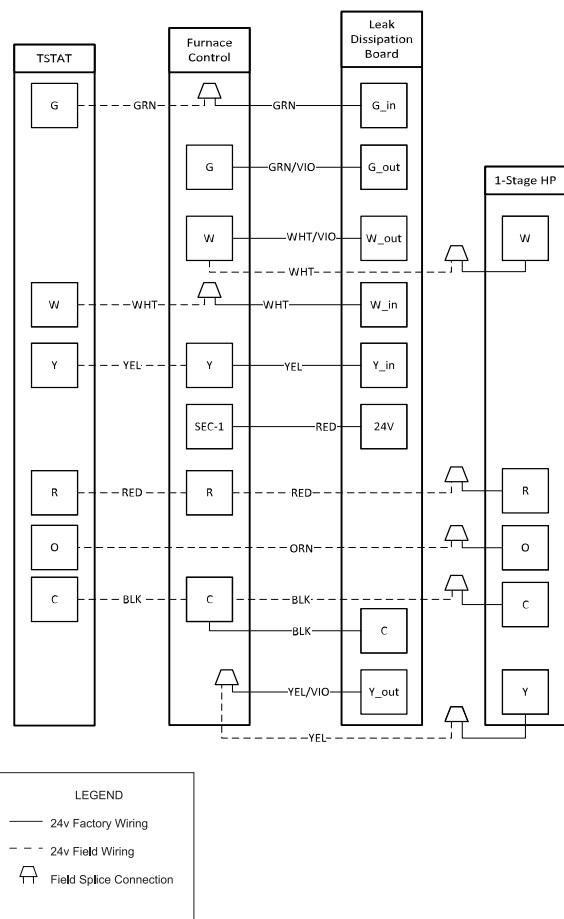 Leak
Dissipation
Board
Furnace
Control
TSTAT
G
GRN
GRN
G_in
G
GRN/VIO
G_out
1-Stage HP
W
WHT/VIO
W_out
W
WHT
W
WHT
WHT
W_in
Y
YEL
Y
YEL
Y_in
SEC-1
RED
24V
R
RED
R
RED
R
O
ORN
O
C
BLK
C
BLK
C
BLK
C
YEL/VIO
Y_out
Y
YEL
LEGEND
24v Factory Wiring
24v Field Wiring
Field Splice Connection